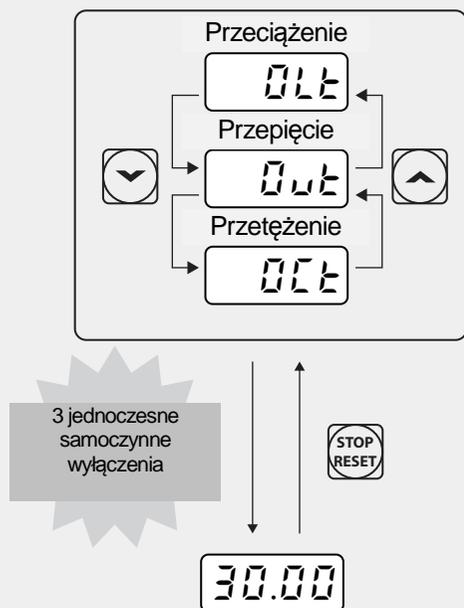 Przeciążenie
OLt
Przepięcie
Out
Przetężenie
OCt
3 jednoczesne
samoczynne
wyłączenia
STOP
RESET
30.00